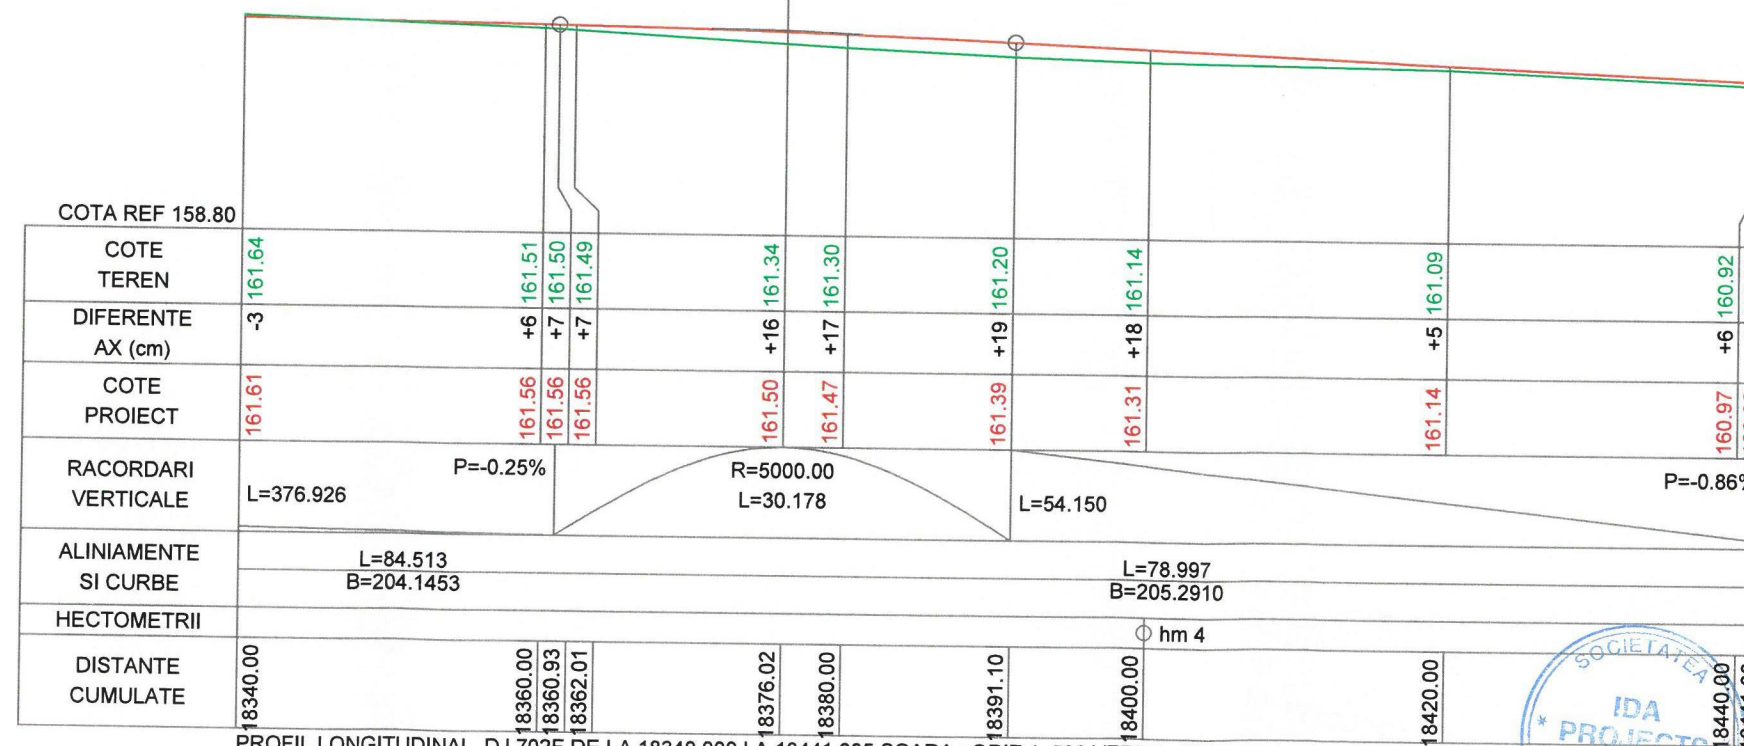 COTA REF 158.80
COTE
TEREN
161.64 161.51 161.50 161.49 161.34 161.30 161.20 161.14 161.09 160.92
DIFERENTE
AX (cm)
-3 +6 +7 +7 +16 +17 +19 +18 +5 +6
COTE
PROIECT
161.61 161.56 161.56 161.56 161.50 161.47 161.39 161.31 161.14 160.97
RACORDARI
VERTICALE
L=376.926 P=-0.25% R=5000.00 L=30.178 L=54.150 P=-0.86%
ALINIAMENTE
SI CURBE
L=84.513 L=78.997
B=204.1453 B=205.2910
HECTOMETRII
hm 4
DISTANTE
CUMULATE
18340.00 18360.00 18360.93 18362.01 18376.02 18380.00 18391.10 18400.00 18420.00 18440.00
SOCIETATEA
IDA
PROIECTS
PROFIL LONGITUDINAL